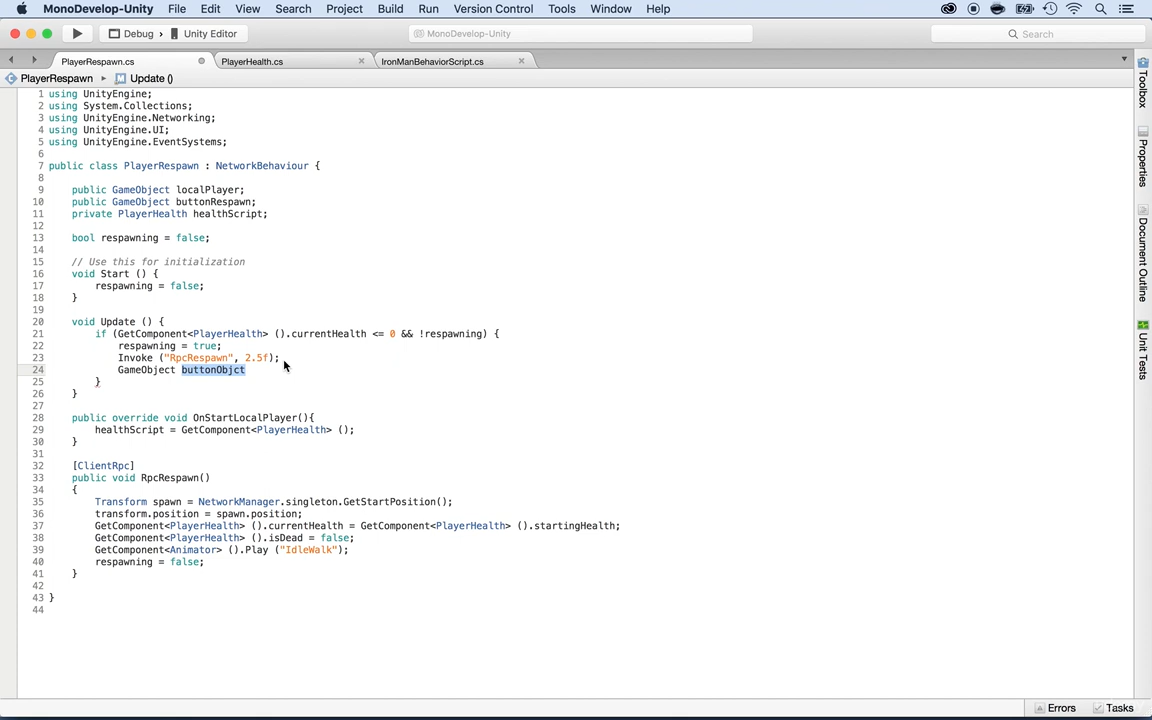 MonoDevelop-Unity File Edit View Search Project Build Run Version Control Tools Window Help
Debug › Unity Editor MonoDevelop-Unity Search
PlayerRespawn.cs PlayerHealth.cs IronManBehaviorScript.cs
PlayerRespawn Update ()
1 using UnityEngine;
2 using System.Collections;
3 using UnityEngine.Networking;
4 using UnityEngine.UI;
5 using UnityEngine.EventSystems;
6
7 public class PlayerRespawn : NetworkBehaviour {
8
9 public GameObject localPlayer;
10 public GameObject buttonRespawn;
11 private PlayerHealth healthScript;
12
13 bool respawning = false;
14
15 // Use this for initialization
16 void Start () {
17 respawning = false;
18 }
19
20 void Update () {
21 if (GetComponent<PlayerHealth> ().currentHealth <= 0 && !respawning) {
22 respawning = true;
23 Invoke ("RpcRespawn", 2.5f);
24 GameObject buttonObjct
25 }
26 }
27
28 public override void OnStartLocalPlayer(){
29 healthScript = GetComponent<PlayerHealth> ();
30 }
31
32 [ClientRpc]
33 public void RpcRespawn()
34 {
35 Transform spawn = NetworkManager.singleton.GetStartPosition();
36 transform.position = spawn.position;
37 GetComponent<PlayerHealth> ().currentHealth = GetComponent<PlayerHealth> ().startingHealth;
38 GetComponent<PlayerHealth> ().isDead = false;
39 GetComponent<Animator> ().Play ("IdleWalk");
40 respawning = false;
41 }
42
43 }
44
Toolbox
Properties
Document Outline
Unit Tests
Errors Tasks